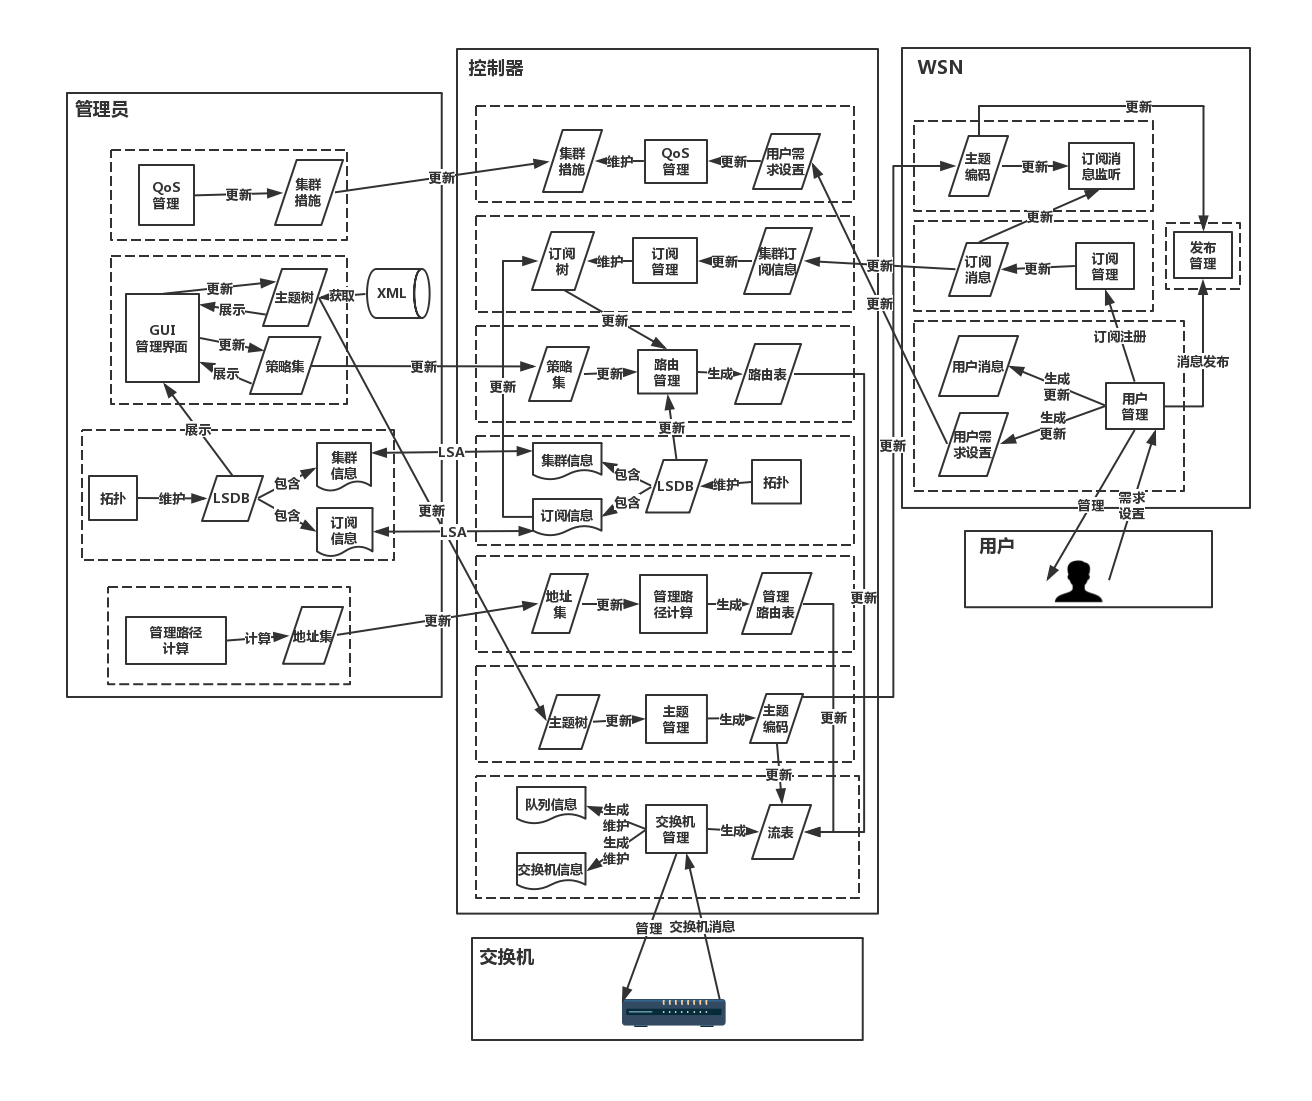 管理员
QoS
管理
更新
集群
措施
更新
GUI
管理界面
更新
展示
更新
展示
主题树
获取
XML
策略集
更新
展示
拓扑
维护
LSDB
包含
包含
集群
信息
订阅
信息
LSA
LSA
更新
管理路径
计算
计算
地址集
更新
控制器
集群
措施
维护
QoS
管理
更新
用户需
求设置
订阅
树
维护
订阅
管理
更新
集群订
阅信息
更新
更新
策略
集
更新
路由
管理
生成
路由表
更新
更新
集群信息
订阅信息
包含
包含
LSDB
维护
拓扑
地址
集
更新
管理路
径计算
生成
管理
路由表
更新
主题树
更新
主题
管理
生成
主题
编码
更新
更新
队列信息
交换机信息
生成
维护
生成
维护
交换机
管理
生成
流表
管理
交换机消息
交换机
更新
更新
WSN
更新
主题
编码
更新
订阅消
息监听
更新
订阅
消息
更新
订阅
管理
发布
管理
订阅注册
消息发布
用户消息
生成
更新
用户需
求设置
生成
更新
用户
管理
管理
需求
设置
用户